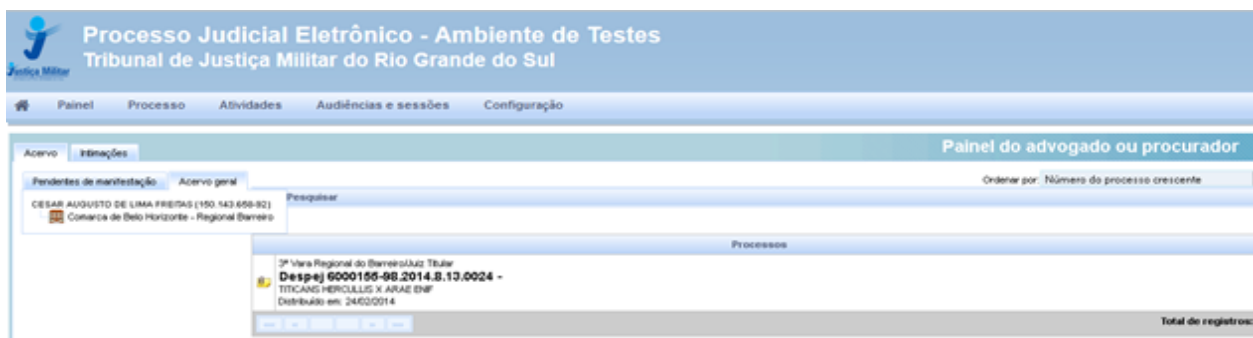 Processo Judicial Eletrônico - Ambiente de Testes
Tribunal de Justiça Militar do Rio Grande do Sul
Justiça Militar
Painel Processo Atividades Audiências e sessões Configuração
Acervo Intimações
Painel do advogado ou procurador
Pendentes de manifestação Acervo geral
Ordenar por: Número do processo crescente
CESAR AUGUSTO DE LIMA FREITAS (150.143.658-92)
Pesquisar
Comarca de Belo Horizonte - Regional Barreiro
Processos
3ª Vara Regional do Barreiro/Juiz Titular
Despej 6000155-98.2014.8.13.0024 -
TITICANS HERCULLIS X ARAE ENIF
Distribuído em: 24/02/2014
Total de registros: